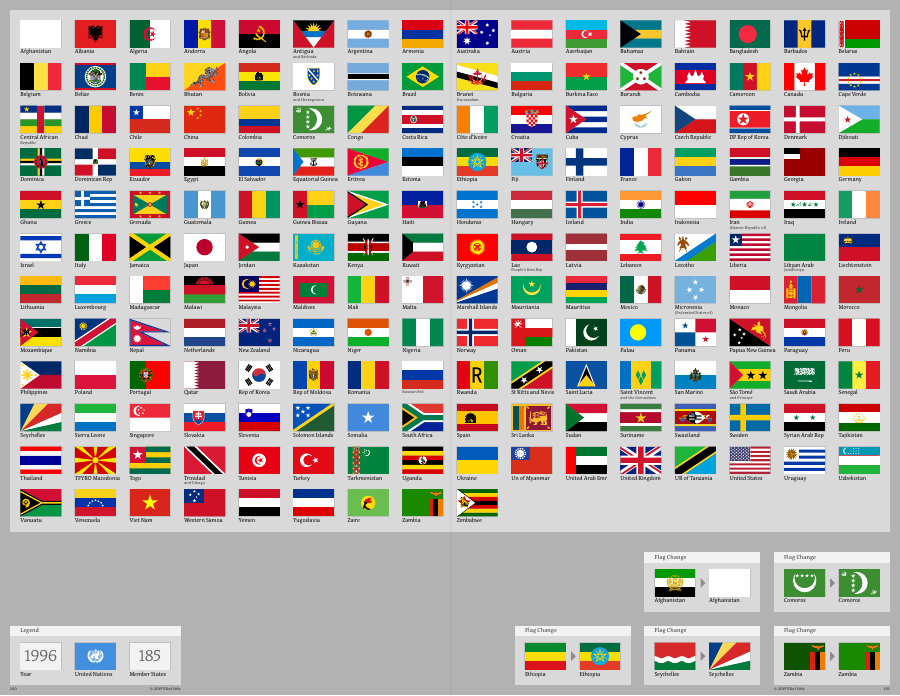 Afghanistan Albania Algeria Andorra Angola Antigua Argentina Armenia Australia Austria Azerbaijan Bahamas Bahrain Bangladesh Barbados Belarus
and Barbuda
Belgium Belize Benin Bhutan Bolivia Bosnia Botswana Brazil Brunei Bulgaria Burkina Faso Burundi Cambodia Cameroon Canada Cape Verde
and Herzegovina Darussalam
Central African Chad Chile China Colombia Comoros Congo Costa Rica Côte d'Ivoire Croatia Cuba Cyprus Czech Republic DP Rep of Korea Denmark Djibouti
Republic
Dominica Dominican Rep Ecuador Egypt El Salvador Equatorial Guinea Eritrea Estonia Ethiopia Fiji Finland France Gabon Gambia Georgia Germany
Ghana Greece Grenada Guatemala Guinea Guinea Bissau Guyana Haiti Honduras Hungary Iceland India Indonesia Iran Iraq Ireland
(Islamic Republic of)
Israel Italy Jamaica Japan Jordan Kazakstan Kenya Kuwait Kyrgyzstan Lao Latvia Lebanon Lesotho Liberia Libyan Arab Liechtenstein
People's Dem Rep Jamahiriya
Lithuania Luxembourg Madagascar Malawi Malaysia Maldives Mali Malta Marshall Islands Mauritania Mauritius Mexico Micronesia Monaco Mongolia Morocco
(Federated States of)
Mozambique Namibia Nepal Netherlands New Zealand Nicaragua Niger Nigeria Norway Oman Pakistan Palau Panama Papua New Guinea Paraguay Peru
Philippines Poland Portugal Qatar Rep of Korea Rep of Moldova Romania Russian Fed Rwanda St Kitts and Nevis Saint Lucia Saint Vincent San Marino São Tomé Saudi Arabia Senegal
and the Grenadines and Principe
Seychelles Sierra Leone Singapore Slovakia Slovenia Solomon Islands Somalia South Africa Spain Sri Lanka Sudan Suriname Swaziland Sweden Syrian Arab Rep Tajikistan
Thailand TFYRO Macedonia Togo Trinidad Tunisia Turkey Turkmenistan Uganda Ukraine Un of Myanmar United Arab Emr United Kingdom UR of Tanzania United States Uruguay Uzbekistan
and Tobago
Vanuatu Venezuela Viet Nam Western Samoa Yemen Yugoslavia Zaire Zambia Zimbabwe
Flag Change Flag Change
Afghanistan Afghanistan Comoros Comoros
Legend Flag Change Flag Change Flag Change
1996 185
Year United Nations Member States Ethiopia Ethiopia Seychelles Seychelles Zambia Zambia